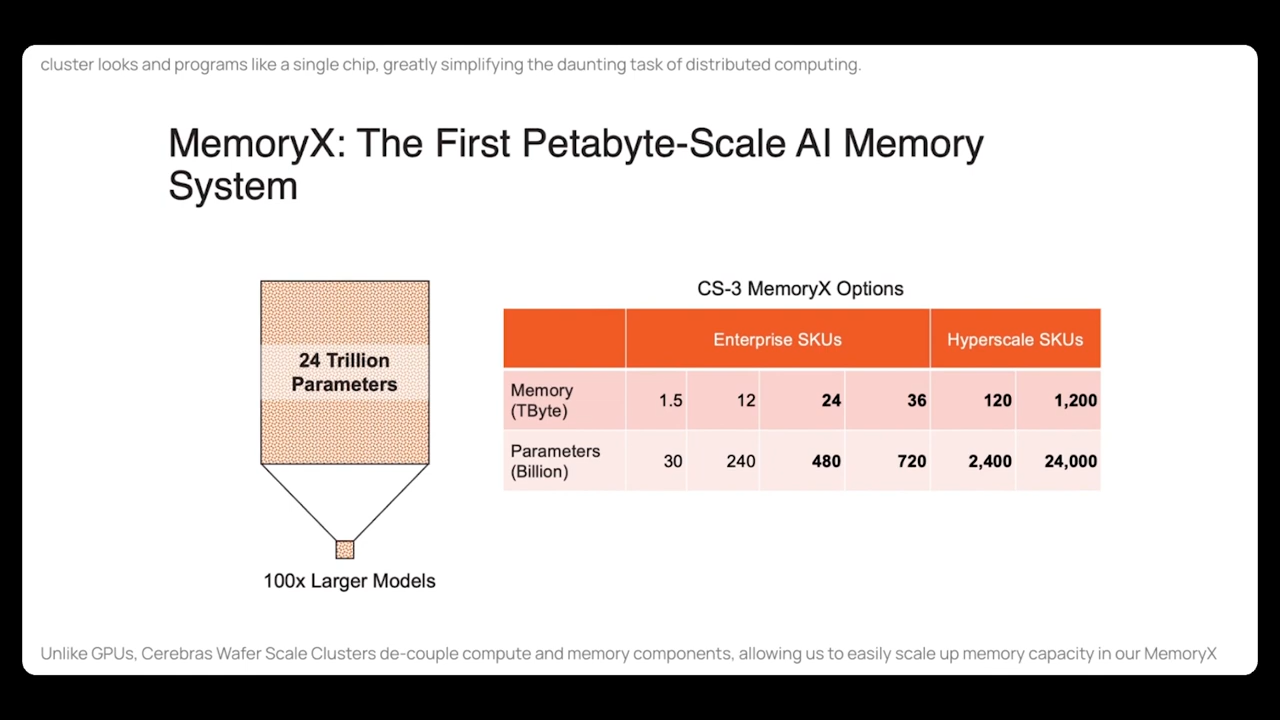 cluster looks and programs like a single chip, greatly simplifying the daunting task of distributed computing.
MemoryX: The First Petabyte-Scale AI Memory
System
24 Trillion
Parameters
100x Larger Models
CS-3 MemoryX Options
Enterprise SKUs Hyperscale SKUs
Memory
(TByte) 1.5 12 24 36 120 1,200
Parameters
(Billion) 30 240 480 720 2,400 24,000
Unlike GPUs, Cerebras Wafer Scale Clusters de-couple compute and memory components, allowing us to easily scale up memory capacity in our MemoryX